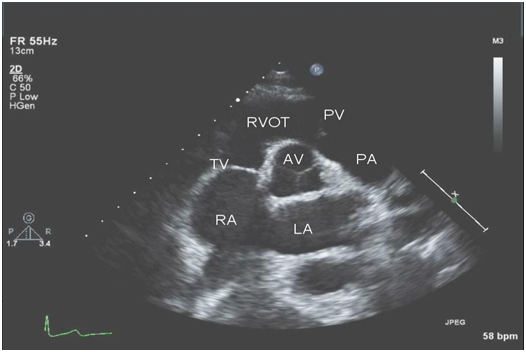 FR 55Hz
13cm
2D
66%
C 50
P Low
HGen
M3
P
RVOT
PV
TV
AV
PA
RA
LA
G
P R
1.7 3.4
JPEG
58 bpm